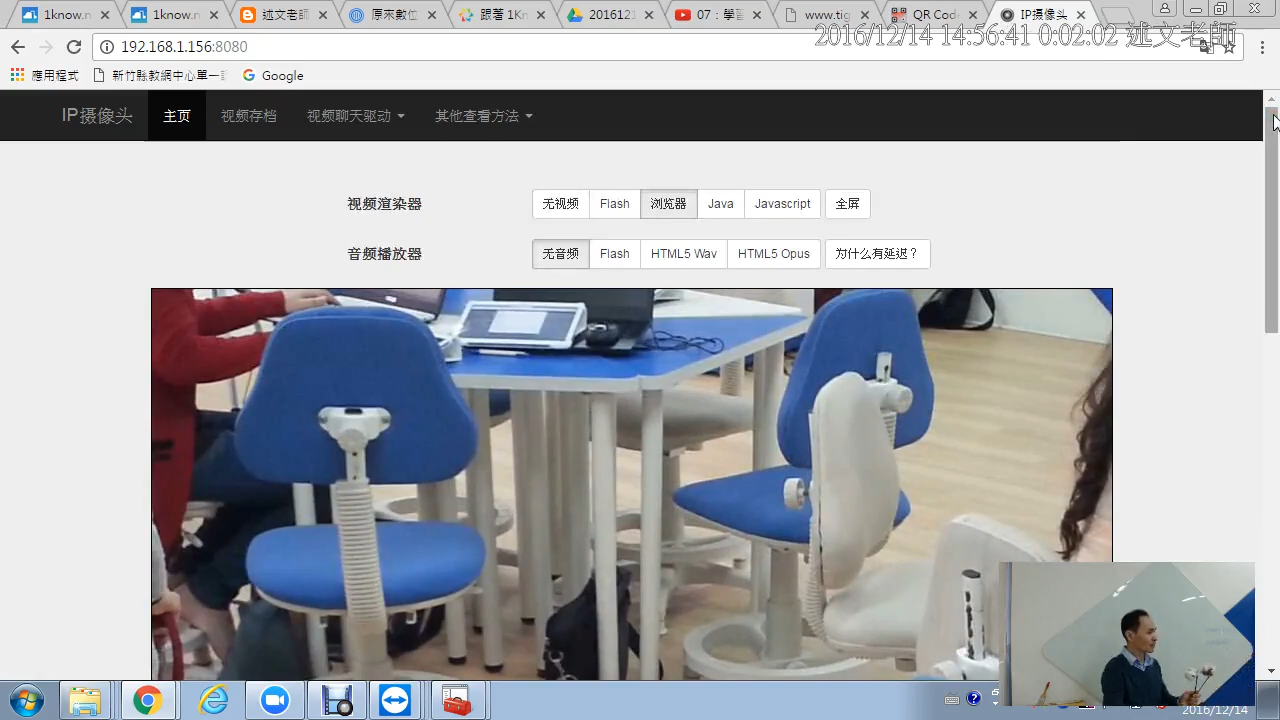 1know.n
1know.n
述文老師
原來數位
跟著1Kn
2016121
07：學習
www.tig
QR Cod
IP摄像头
192.168.1.156:8080
2016/12/14 14:56:41 0:02:02 述文老師
應用程式
新竹縣教網中心單一
Google
IP摄像头
主页
视频存档
视频聊天驱动
其他查看方法
视频渲染器
无视频
Flash
浏览器
Java
Javascript
全屏
音频播放器
无音频
Flash
HTML5 Wav
HTML5 Opus
为什么有延迟？
2016/12/14